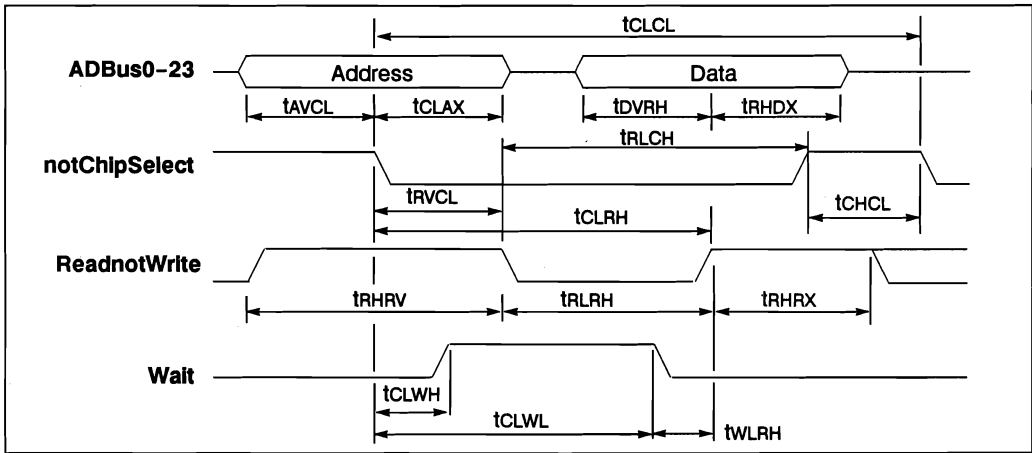 tCLCL
ADBus0-23
Address
Data
tAVCL
tCLAX
tDVRH
tRHDX
tRLCH
notChipSelect
tRVCL
tCLRH
tCHCL
ReadnotWrite
tRHRV
tRLRH
tRHRX
Wait
tCLWH
tCLWL
tWLRH